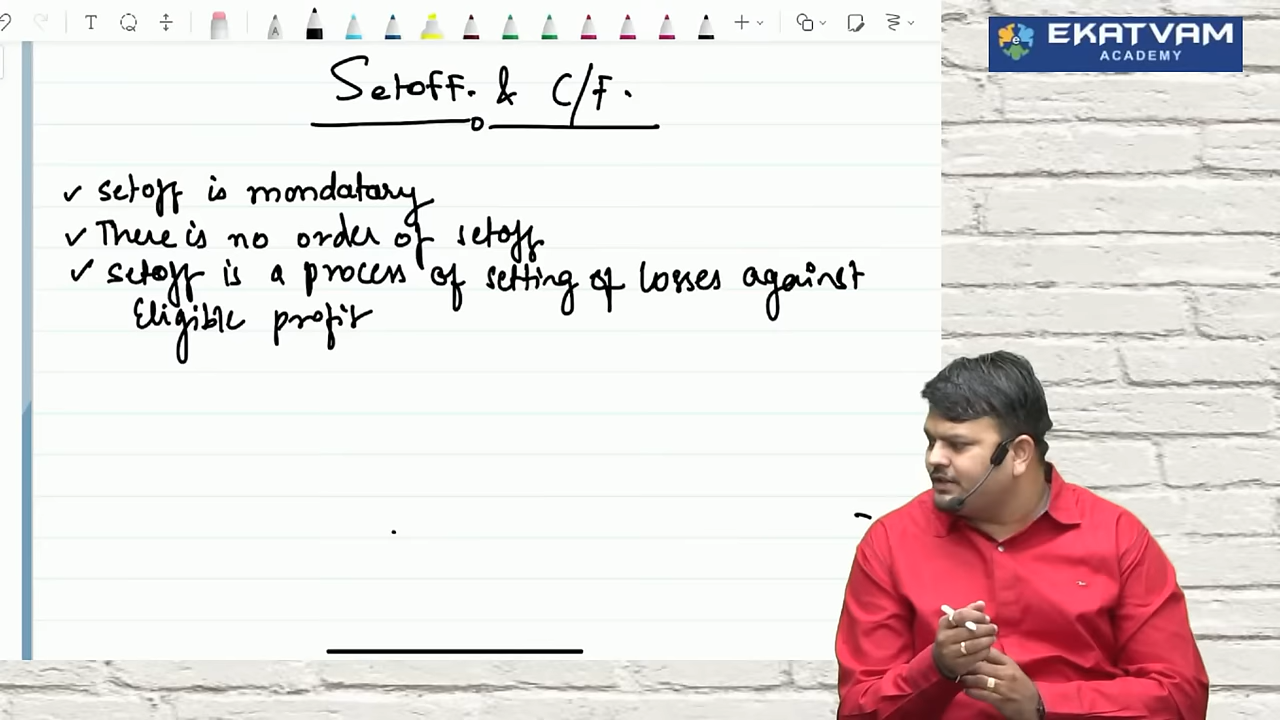 EKATVAM
ACADEMY
Setoff. & C/F.
✓ setoff is mondatary
✓ There is no order of setoff
✓ setoff is a process of setting of losses against
Eligible profit